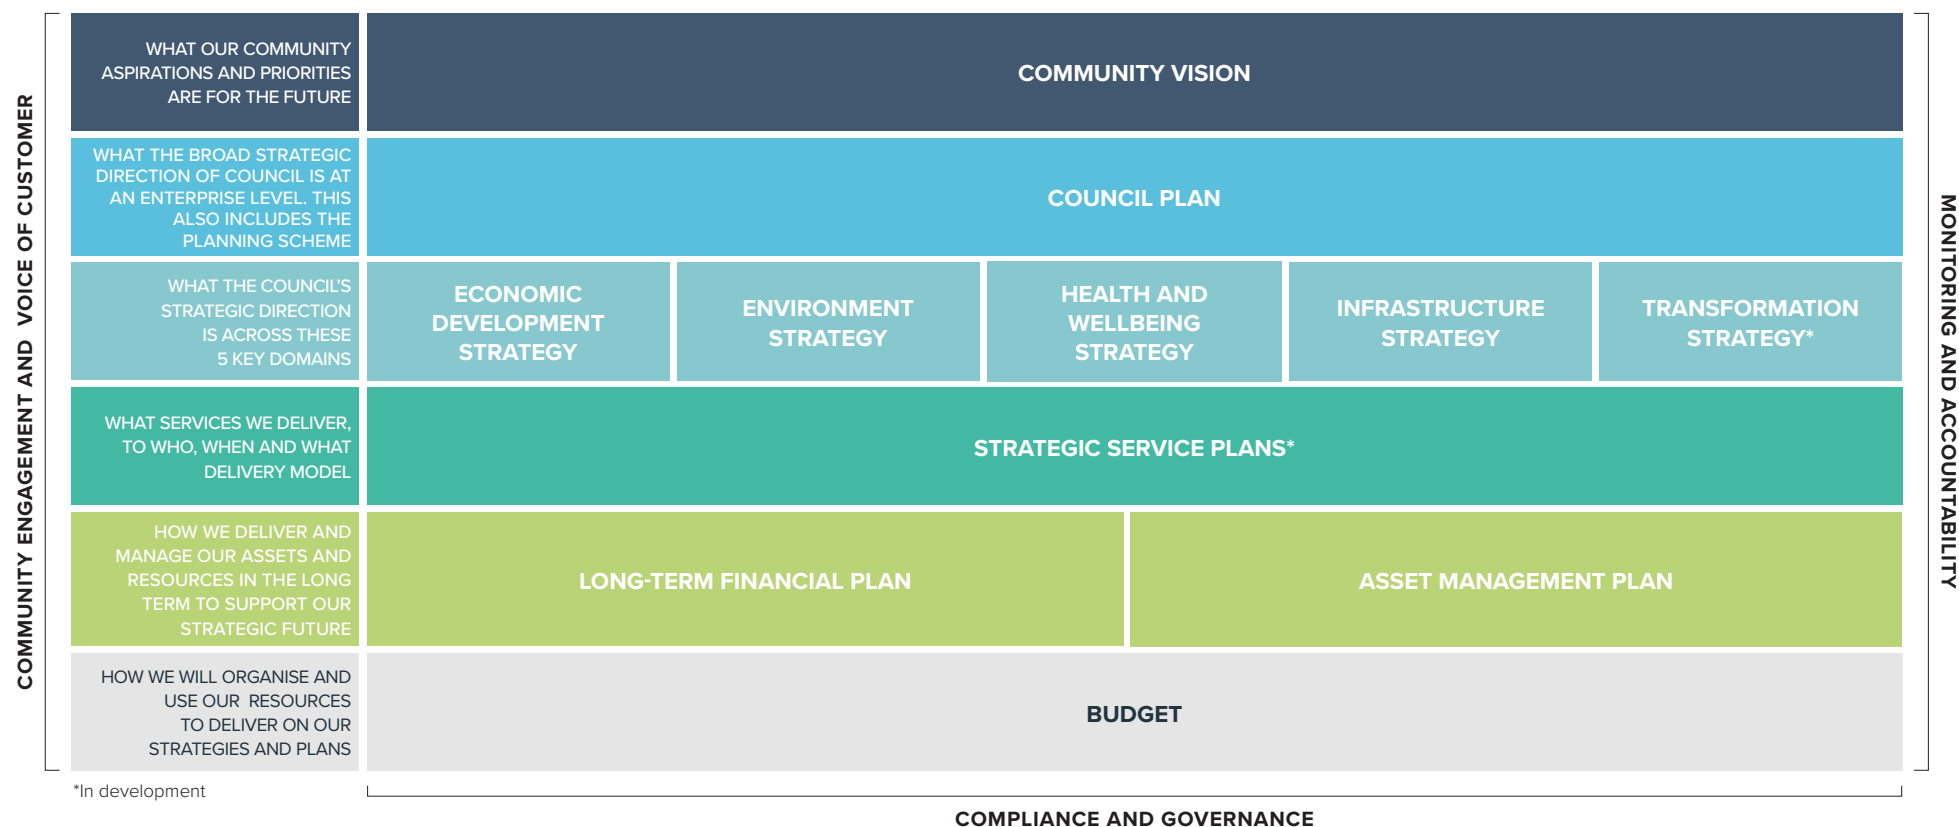 COMMUNITY ENGAGEMENT AND VOICE OF CUSTOMER
WHAT OUR COMMUNITY
ASPIRATIONS AND PRIORITIES
ARE FOR THE FUTURE
COMMUNITY VISION
WHAT THE BROAD STRATEGIC
DIRECTION OF COUNCIL IS AT
AN ENTERPRISE LEVEL. THIS
ALSO INCLUDES THE
PLANNING SCHEME
COUNCIL PLAN
WHAT THE COUNCIL'S
STRATEGIC DIRECTION
IS ACROSS THESE
5 KEY DOMAINS
ECONOMIC
DEVELOPMENT
STRATEGY
ENVIRONMENT
STRATEGY
HEALTH AND
WELLBEING
STRATEGY
INFRASTRUCTURE
STRATEGY
TRANSFORMATION
STRATEGY*
WHAT SERVICES WE DELIVER,
TO WHO, WHEN AND WHAT
DELIVERY MODEL
STRATEGIC SERVICE PLANS*
HOW WE DELIVER AND
MANAGE OUR ASSETS AND
RESOURCES IN THE LONG
TERM TO SUPPORT OUR
STRATEGIC FUTURE
LONG-TERM FINANCIAL PLAN
ASSET MANAGEMENT PLAN
HOW WE WILL ORGANISE AND
USE OUR RESOURCES
TO DELIVER ON OUR
STRATEGIES AND PLANS
BUDGET
MONITORING AND ACCOUNTABILITY
*In development
COMPLIANCE AND GOVERNANCE